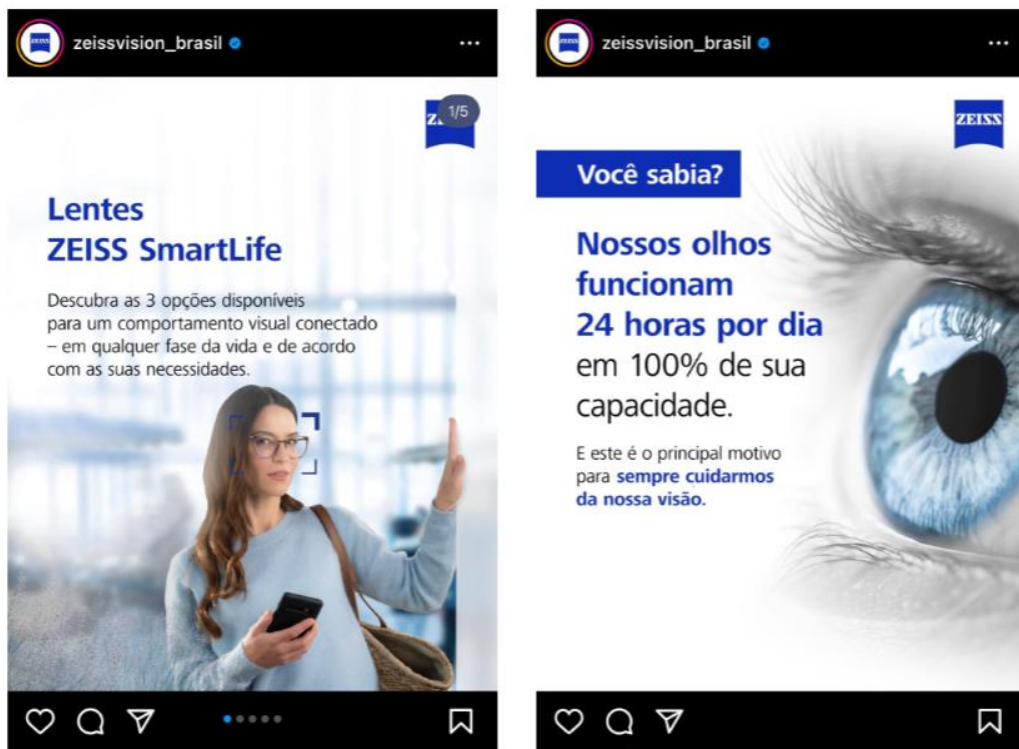 zeissvision_brasil
1/5
Lentes
ZEISS SmartLife
Descubra as 3 opções disponíveis
para um comportamento visual conectado
– em qualquer fase da vida e de acordo
com as suas necessidades.
zeissvision_brasil
ZEISS
Você sabia?
Nossos olhos
funcionam
24 horas por dia
em 100% de sua
capacidade.
E este é o principal motivo
para sempre cuidarmos
da nossa visão.